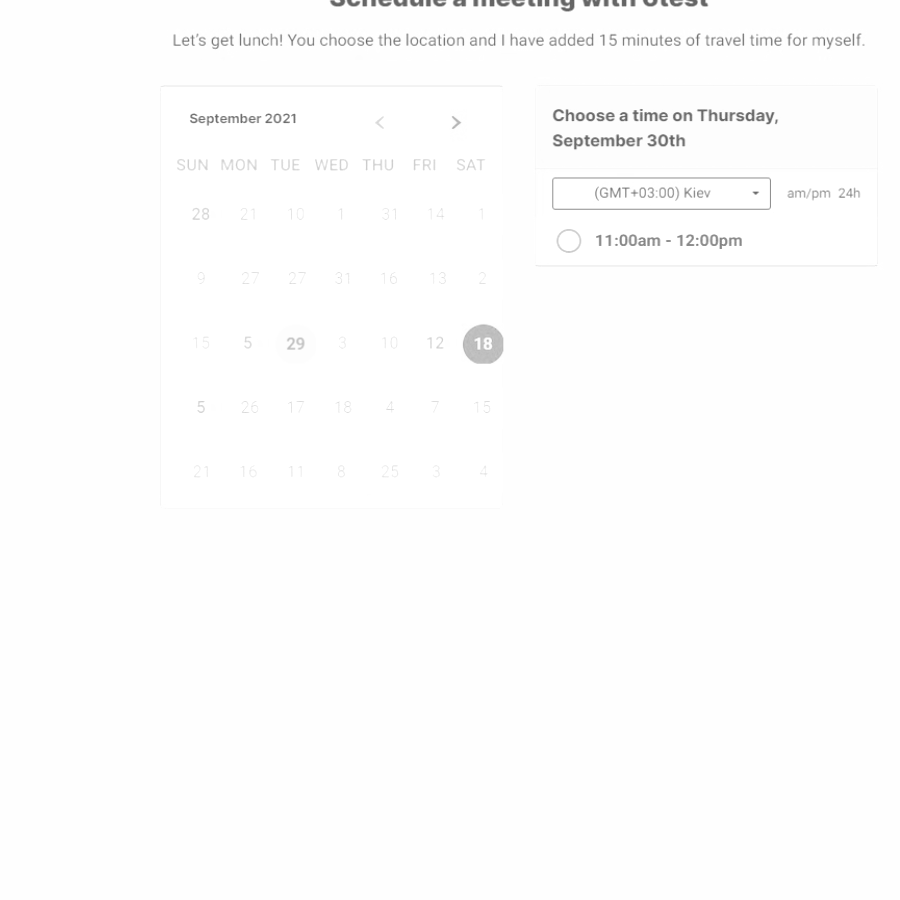 Schedule a meeting with Utest
Let's get lunch! You choose the location and I have added 15 minutes of travel time for myself.
September 2021
SUN MON TUE WED THU FRI SAT
28 21 10 1 31 14 1
9 27 27 31 16 13 2
15 5 29 3 10 12 18
5 26 17 18 4 7 15
21 16 11 8 25 3 4
Choose a time on Thursday,
September 30th
(GMT+03:00) Kiev
am/pm 24h
11:00am - 12:00pm